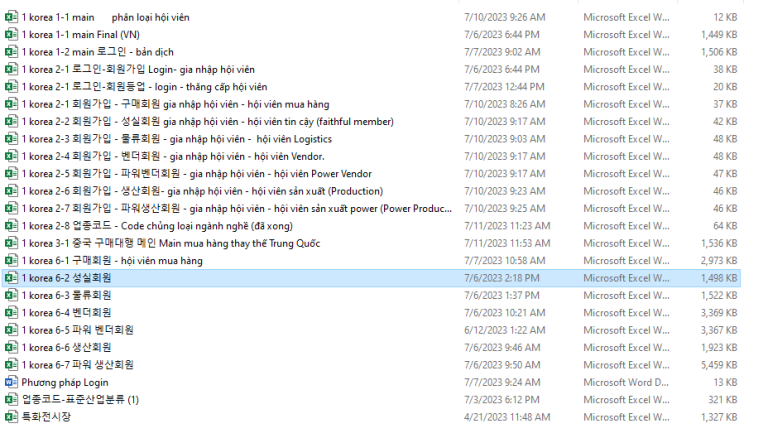 1 korea 1-1 main phân loại hội viên 7/10/2023 9:26 AM Microsoft Excel W... 12 KB
1 korea 1-1 main Final (VN) 7/6/2023 6:44 PM Microsoft Excel W... 1,449 KB
1 korea 1-2 main 로그인 - bản dịch 7/7/2023 9:02 AM Microsoft Excel W... 1,506 KB
1 korea 2-1 로그인-회원가입 Login- gia nhập hội viên 7/6/2023 6:44 PM Microsoft Excel W... 38 KB
1 korea 2-1 로그인-회원등업 - login - thăng cấp hội viên 7/7/2023 12:44 PM Microsoft Excel W... 20 KB
1 korea 2-1 회원가입 - 구매회원 gia nhập hội viên - hội viên mua hàng 7/10/2023 8:26 AM Microsoft Excel W... 37 KB
1 korea 2-2 회원가입 - 성실회원 gia nhập hội viên - hội viên tin cậy (faithful member) 7/10/2023 9:17 AM Microsoft Excel W... 42 KB
1 korea 2-3 회원가입 - 물류회원 - gia nhập hội viên - hội viên Logistics 7/10/2023 9:03 AM Microsoft Excel W... 48 KB
1 korea 2-4 회원가입 - 벤더회원 - gia nhập hội viên - hội viên Vendor. 7/10/2023 9:17 AM Microsoft Excel W... 48 KB
1 korea 2-5 회원가입 - 파워벤더회원 - gia nhập hội viên - hội viên Power Vendor 7/10/2023 9:17 AM Microsoft Excel W... 47 KB
1 korea 2-6 회원가입 - 생산회원- gia nhập hội viên - hội viên sản xuất (Production) 7/10/2023 9:23 AM Microsoft Excel W... 46 KB
1 korea 2-7 회원가입 - 파워생산회원 - gia nhập hội viên - hội viên sản xuất power (Power Produc... 7/10/2023 9:25 AM Microsoft Excel W... 46 KB
1 korea 2-8 업종코드 - Code chủng loại ngành nghề (đã xong) 7/11/2023 11:23 AM Microsoft Excel W... 64 KB
1 korea 3-1 중국 구매대행 메인 Main mua hàng thay thế Trung Quốc 7/11/2023 11:53 AM Microsoft Excel W... 1,536 KB
1 korea 6-1 구매회원 - hội viên mua hàng 7/7/2023 10:58 AM Microsoft Excel W... 2,973 KB
1 korea 6-2 성실회원 7/6/2023 2:18 PM Microsoft Excel W... 1,498 KB
1 korea 6-3 물류회원 7/6/2023 1:37 PM Microsoft Excel W... 1,522 KB
1 korea 6-4 벤더회원 7/6/2023 10:21 AM Microsoft Excel W... 3,369 KB
1 korea 6-5 파워 벤더회원 6/12/2023 1:22 AM Microsoft Excel W... 3,367 KB
1 korea 6-6 생산회원 7/6/2023 9:46 AM Microsoft Excel W... 1,923 KB
1 korea 6-7 파워 생산회원 7/6/2023 9:50 AM Microsoft Excel W... 5,459 KB
Phương pháp Login 7/7/2023 9:24 AM Microsoft Word D... 13 KB
업종코드-표준산업분류 (1) 7/3/2023 6:12 PM Microsoft Excel W... 321 KB
특화전시장 4/21/2023 11:48 AM Microsoft Excel W... 1,327 KB